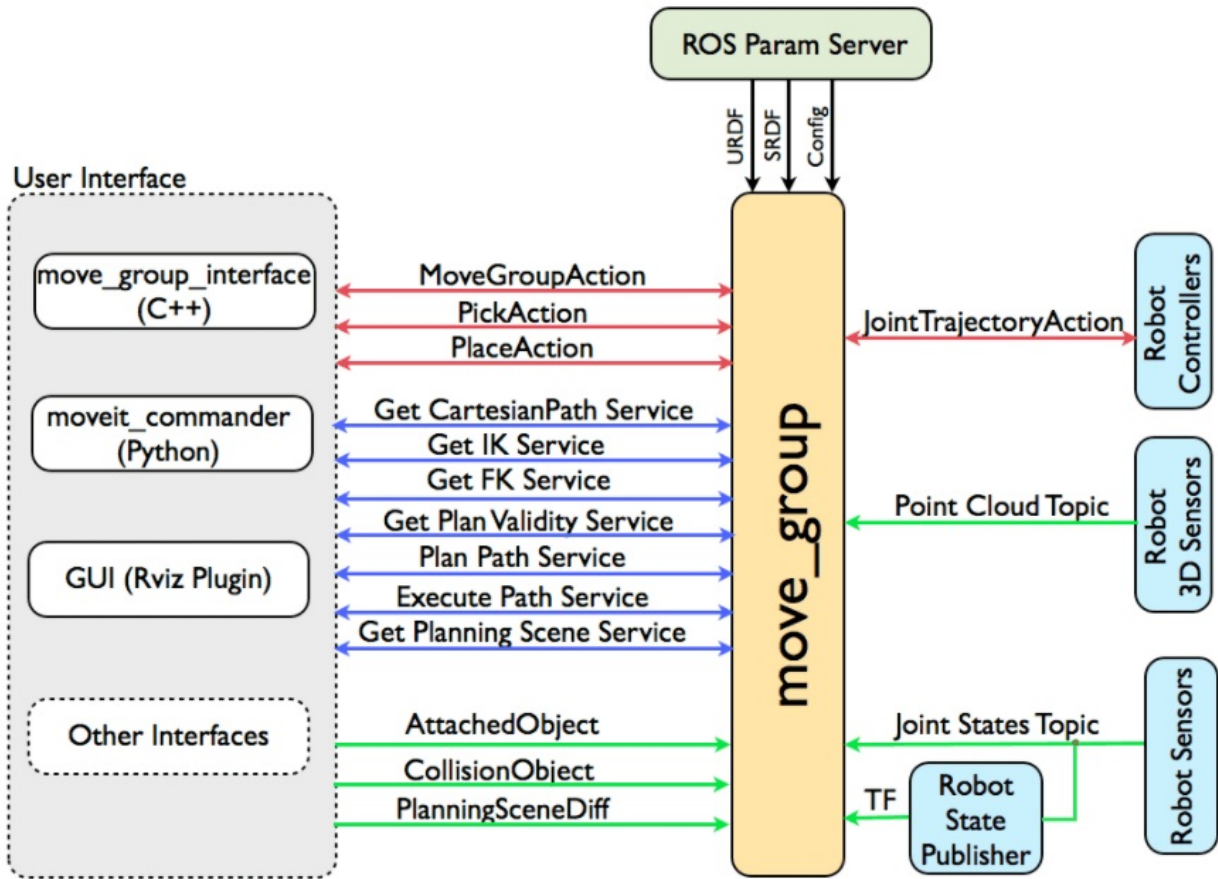 ROS Param Server
URDF
SRDF
Config
User Interface
move_group_interface
(C++)
moveit_commander
(Python)
GUI (Rviz Plugin)
Other Interfaces
MoveGroupAction
PickAction
PlaceAction
Get CartesianPath Service
Get IK Service
Get FK Service
Get Plan Validity Service
Plan Path Service
Execute Path Service
Get Planning Scene Service
AttachedObject
CollisionObject
PlanningSceneDiff
move_group
JointTrajectoryAction
Robot
Controllers
Point Cloud Topic
Robot
3D Sensors
Joint States Topic
Robot Sensors
TF
Robot
State
Publisher